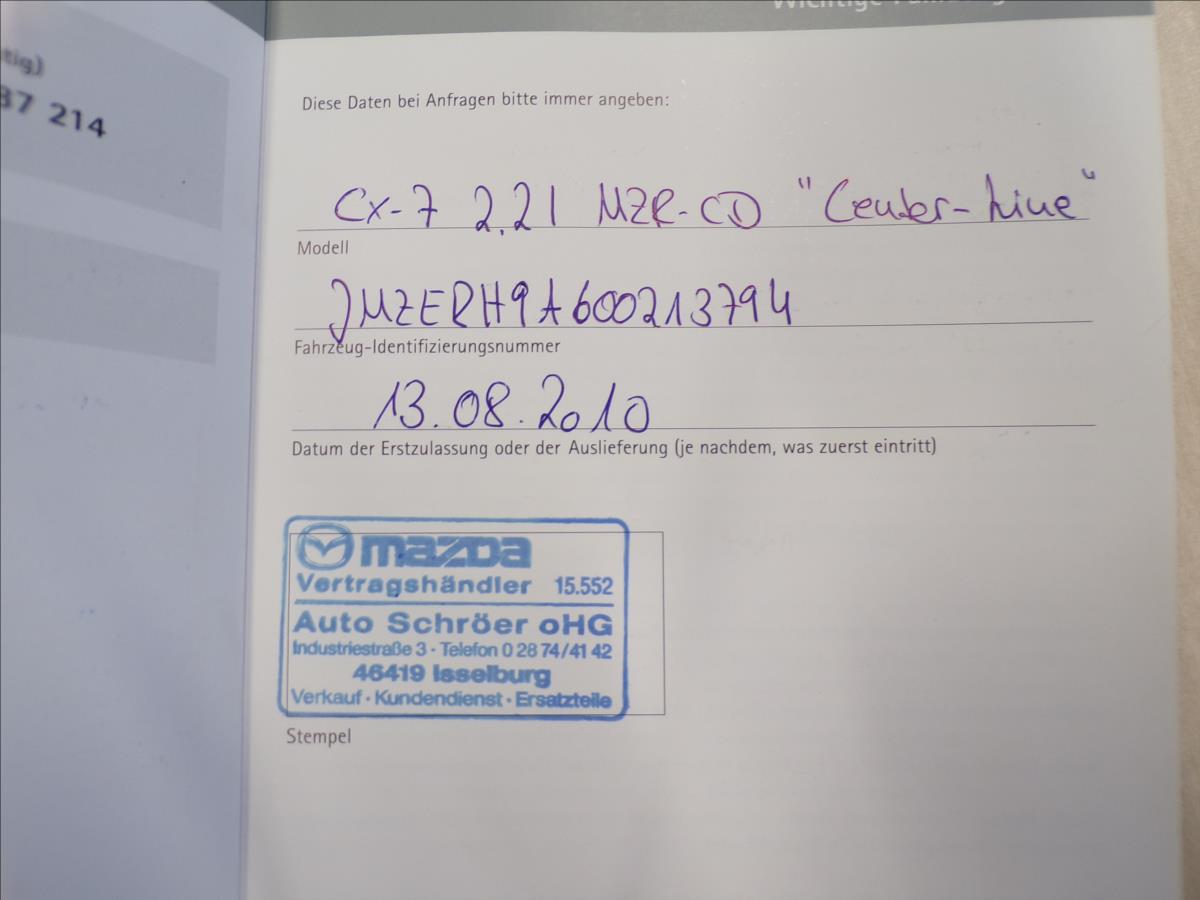 tig)
37 214
Diese Daten bei Anfragen bitte immer angeben:
Cx-7 2.2l MZR-CD "Center-Line"
Modell
JMZERH9A600213794
Fahrzeug-Identifizierungsnummer
13.08.2010
Datum der Erstzulassung oder der Auslieferung (je nachdem, was zuerst eintritt)
mazda
Vertragshändler 15.552
Auto Schröer oHG
Industriestraße 3 · Telefon 0 28 74/41 42
46419 Isselburg
Verkauf · Kundendienst · Ersatzteile
Stempel